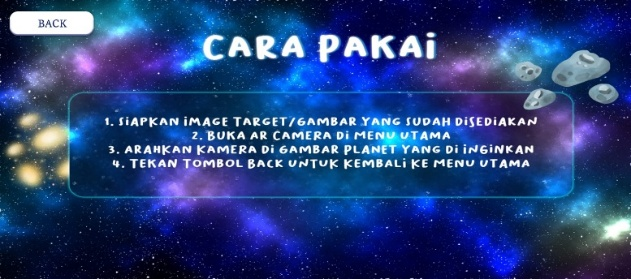 BACK
CARA PAKAI
1. SIAPKAN IMAGE TARGET/GAMBAR YANG SUDAH DISEDIAKAN
2. BUKA AR CAMERA DI MENU UTAMA
3. ARAHKAN KAMERA DI GAMBAR PLANET YANG DI INGINKAN
4. TEKAN TOMBOL BACK UNTUK KEMBALI KE MENU UTAMA